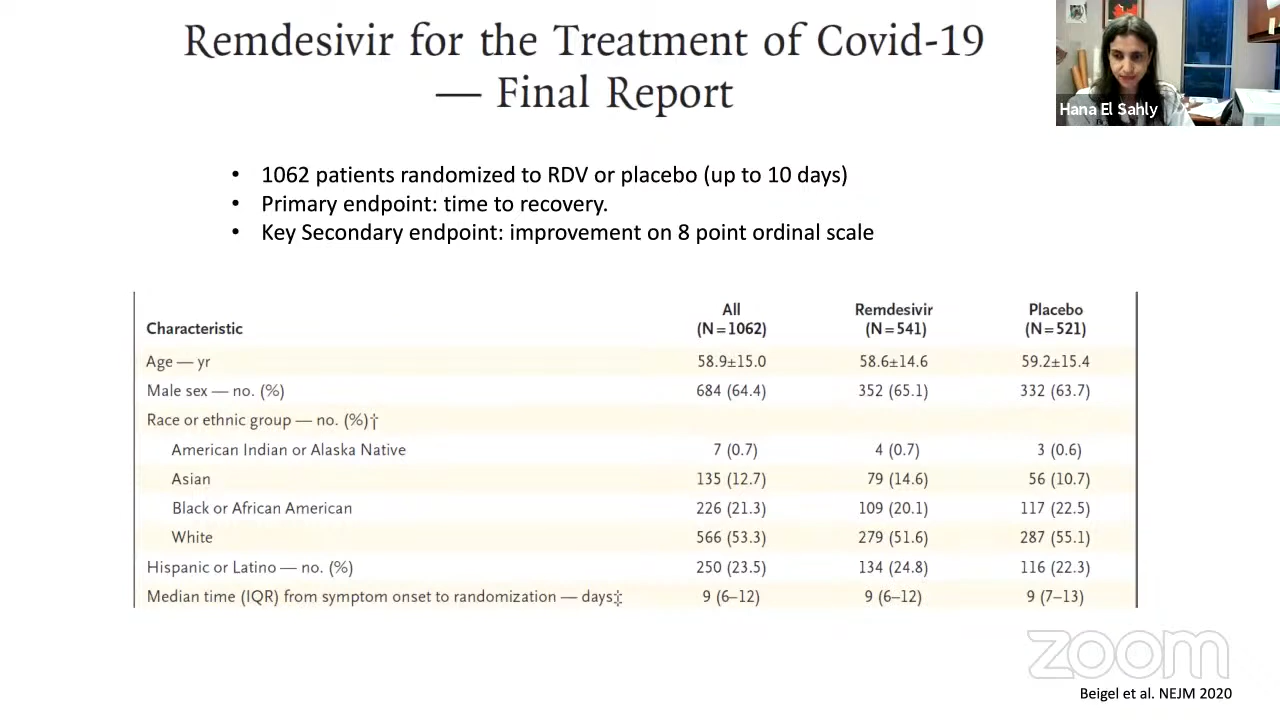 Remdesivir for the Treatment of Covid-19
— Final Report
Hana El Sahly
• 1062 patients randomized to RDV or placebo (up to 10 days)
• Primary endpoint: time to recovery.
• Key Secondary endpoint: improvement on 8 point ordinal scale
Characteristic All (N=1062) Remdesivir (N=541) Placebo (N=521)
Age — yr 58.9±15.0 58.6±14.6 59.2±15.4
Male sex — no. (%) 684 (64.4) 352 (65.1) 332 (63.7)
Race or ethnic group — no. (%)†
American Indian or Alaska Native 7 (0.7) 4 (0.7) 3 (0.6)
Asian 135 (12.7) 79 (14.6) 56 (10.7)
Black or African American 226 (21.3) 109 (20.1) 117 (22.5)
White 566 (53.3) 279 (51.6) 287 (55.1)
Hispanic or Latino — no. (%) 250 (23.5) 134 (24.8) 116 (22.3)
Median time (IQR) from symptom onset to randomization — days‡ 9 (6–12) 9 (6–12) 9 (7–13)
zoom
Beigel et al. NEJM 2020